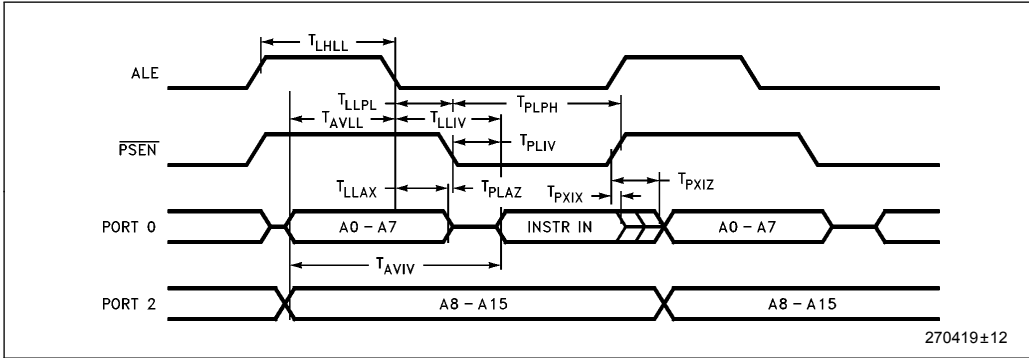 T_LHLL
ALE
T_LLPL
T_PLPH
T_AVLL
T_LLIV
PSEN
T_PLIV
T_LLAX
T_PLAZ
T_PXIX
T_PXIZ
PORT 0
A0 – A7
INSTR IN
A0 – A7
T_AVIV
PORT 2
A8 – A15
A8 – A15
270419±12